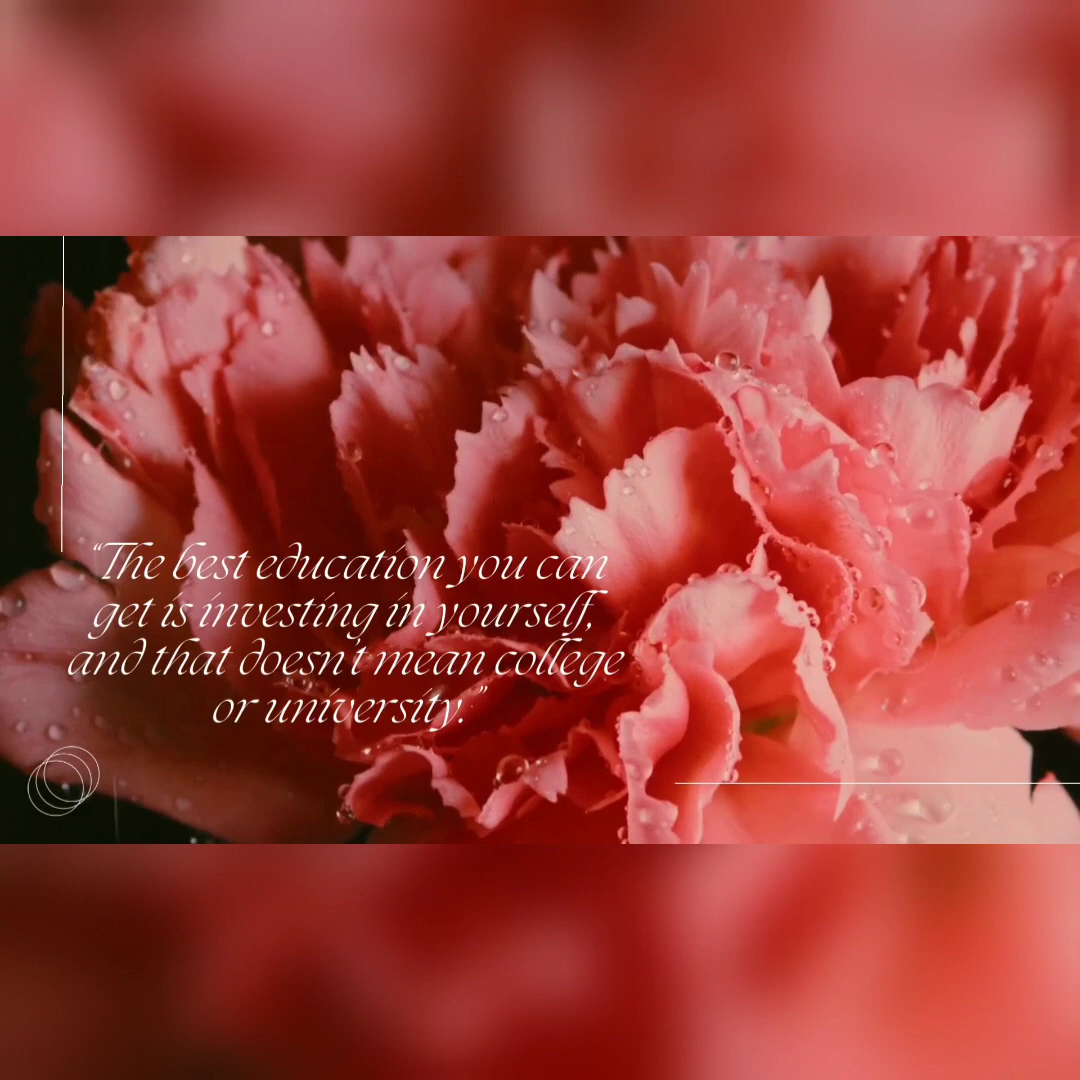 “The best education you can
get is investing in yourself,
and that doesn't mean college
or university.”